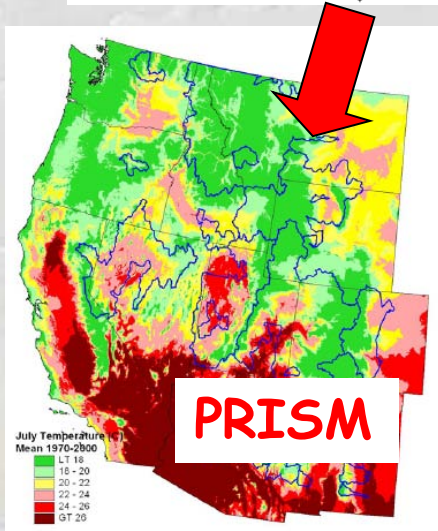 PRISM
July Temperature (C)
Mean 1970-2000
LT 18
18 - 20
20 - 22
22 - 24
24 - 26
GT 26